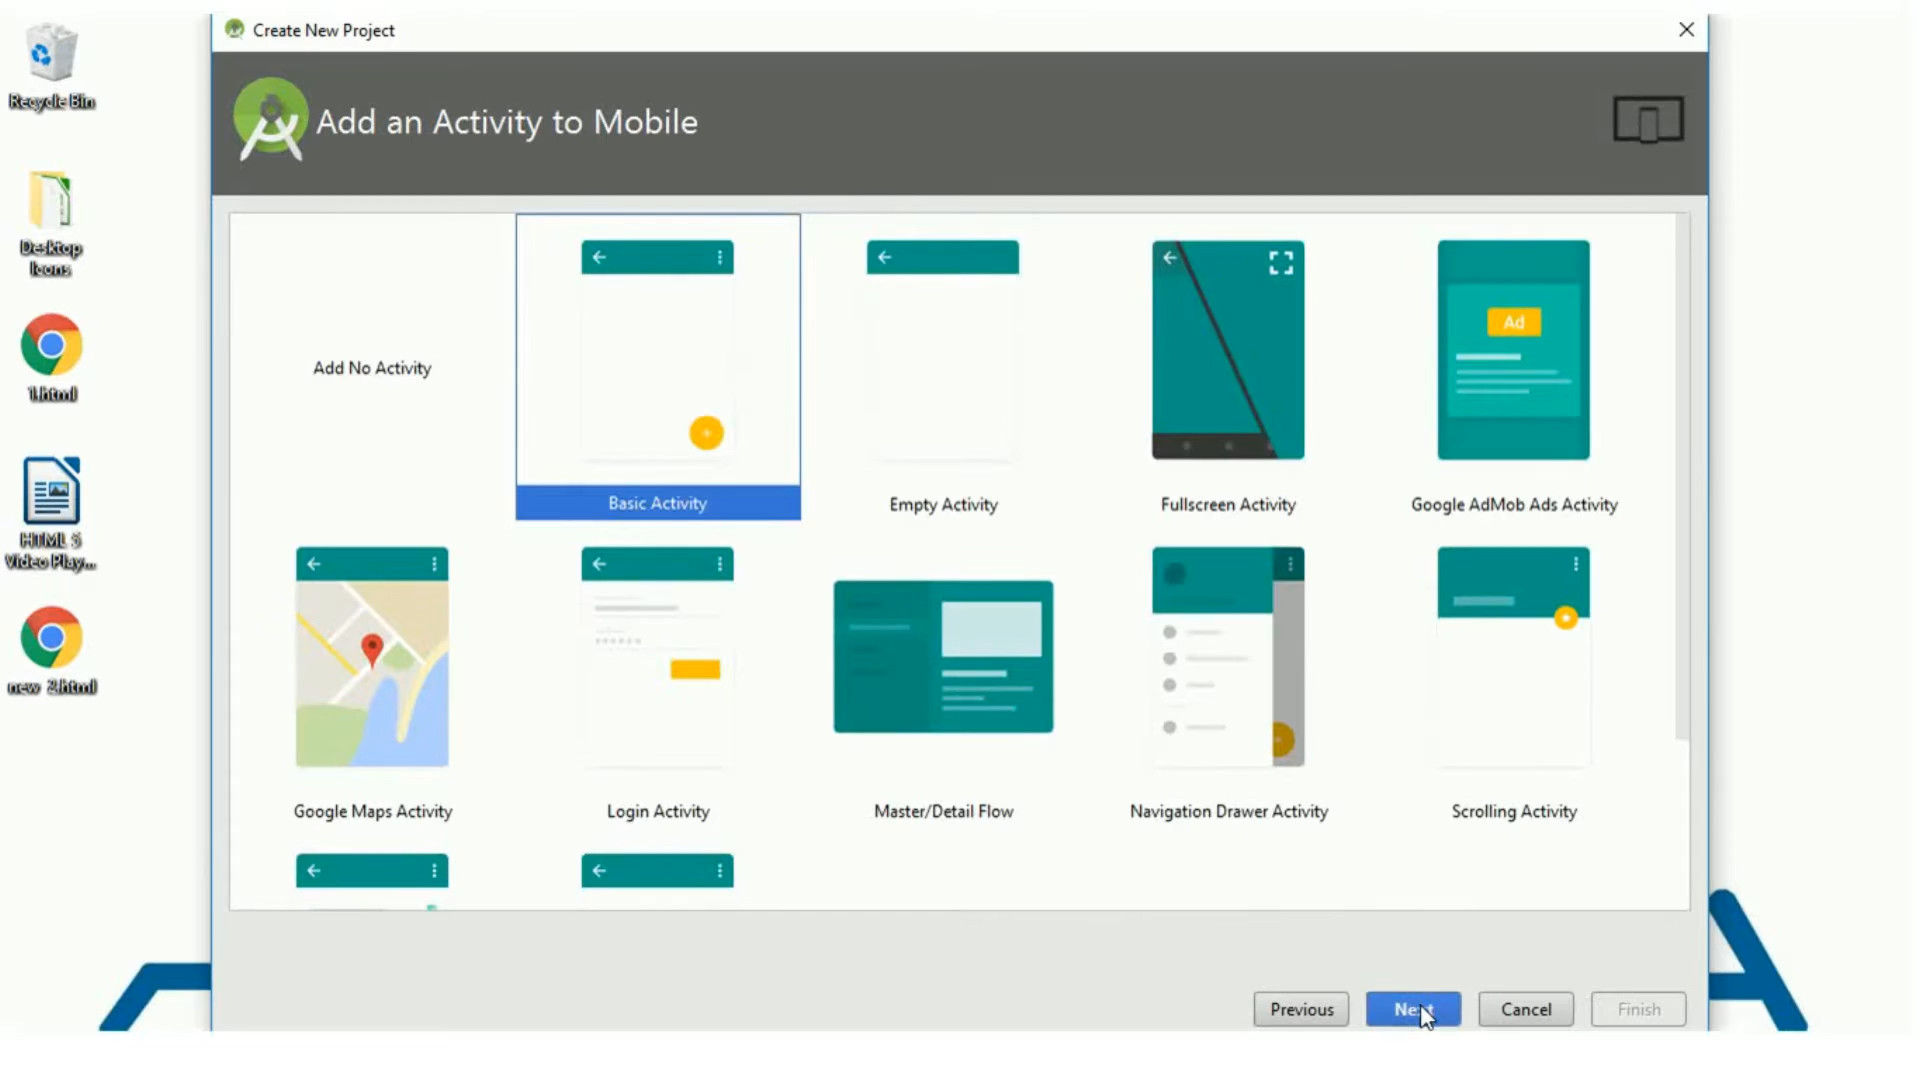 Create New Project
Add an Activity to Mobile
Recycle Bin
Desktop
Icons
1.html
HTML 5
Video Play...
new 2.html
Add No Activity
Basic Activity
Empy Activity
Fullscreen Activity
Ad
Google AdMob Ads Activity
Google Maps Activity
Login Activity
Master/Detail Flow
Navigation Drawer Activity
Scrolling Activity
Previous
Next
Cancel
Finish